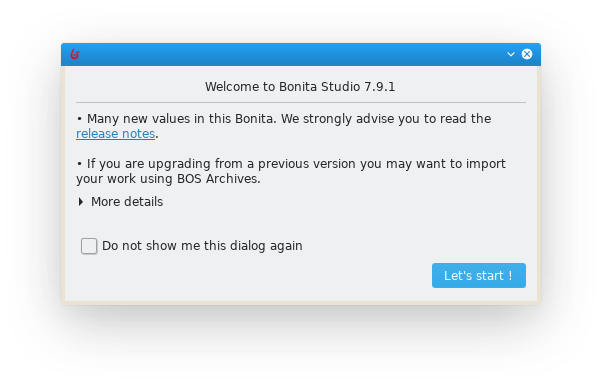 Welcome to Bonita Studio 7.9.1
• Many new values in this Bonita. We strongly advise you to read the
release notes.
• If you are upgrading from a previous version you may want to import
your work using BOS Archives.
More details
Do not show me this dialog again
Let's start !